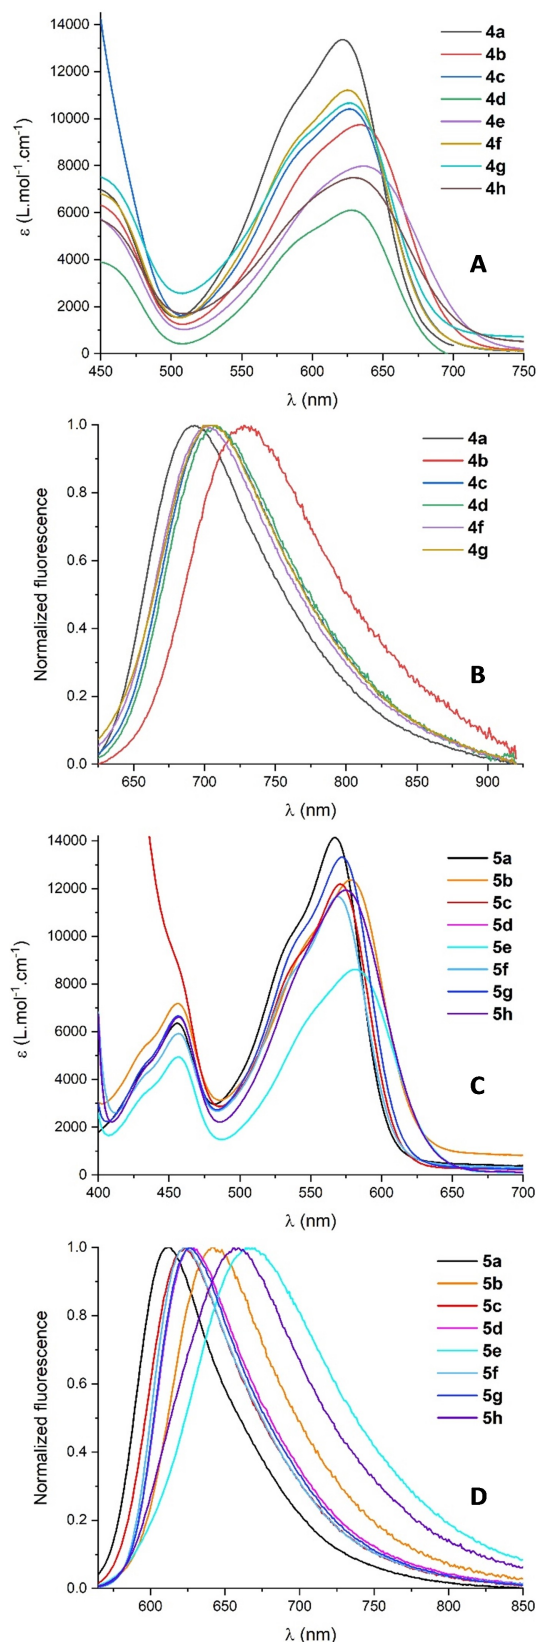 14000
12000
10000
8000
6000
4000
2000
0
ε (L.mol⁻¹.cm⁻¹)
4a
4b
4c
4d
4e
4f
4g
4h
A
450 500 550 600 650 700 750
λ (nm)
1.0
0.8
0.6
0.4
0.2
0.0
Normalized fluorescence
4a
4b
4c
4d
4f
4g
B
650 700 750 800 850 900
λ (nm)
14000
12000
10000
8000
6000
4000
2000
0
ε (L.mol⁻¹.cm⁻¹)
5a
5b
5c
5d
5e
5f
5g
5h
C
400 450 500 550 600 650 700
λ (nm)
1.0
0.8
0.6
0.4
0.2
0.0
Normalized fluorescence
5a
5b
5c
5d
5e
5f
5g
5h
D
600 650 700 750 800 850
λ (nm)